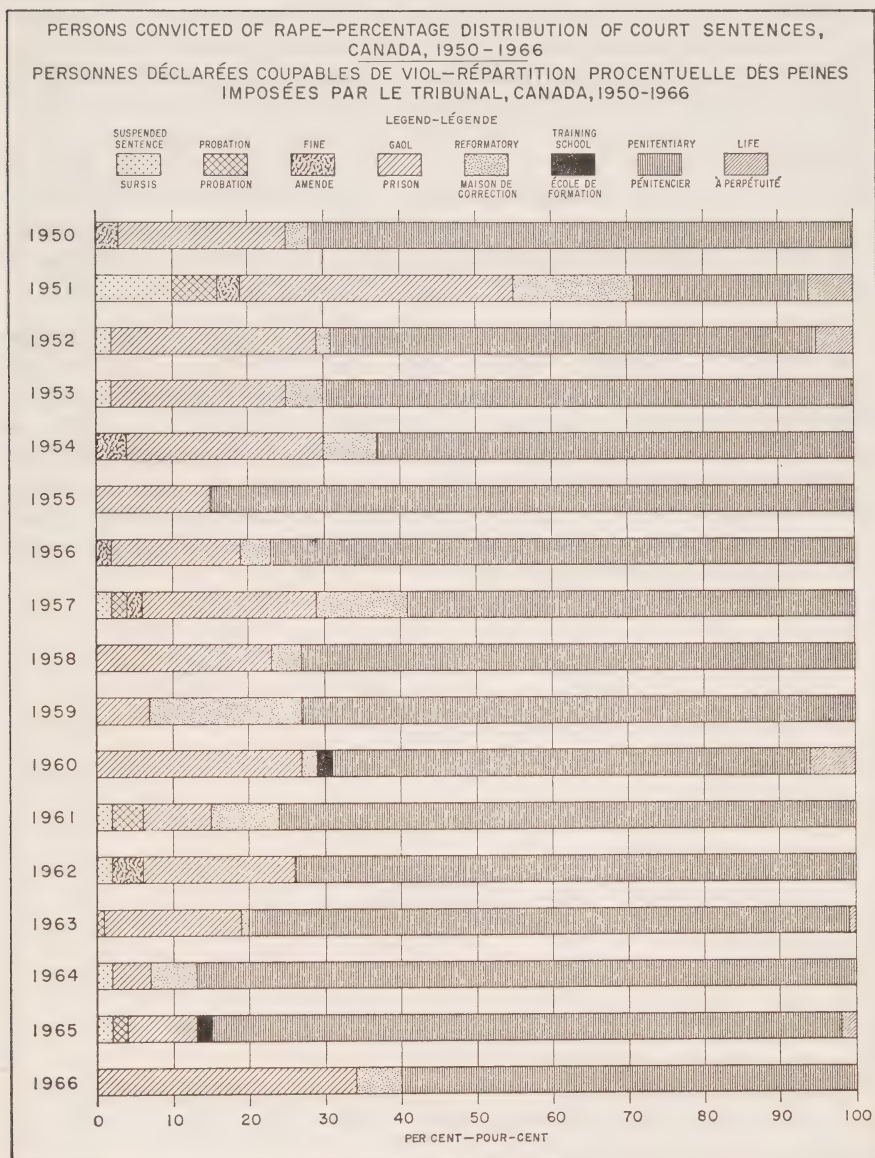 PERSONS CONVICTED OF RAPE—PERCENTAGE DISTRIBUTION OF COURT SENTENCES,
CANADA, 1950-1966
PERSONNES DÉCLARÉES COUPABLES DE VIOL—RÉPARTITION PROCENTUELLE DES PEINES
IMPOSÉES PAR LE TRIBUNAL, CANADA, 1950-1966
LEGEND-LÉGENDE
SUSPENDED SENTENCE
SURSIS
PROBATION
PROBATION
FINE
AMENDE
GAOL
PRISON
REFORMATORY
MAISON DE CORRECTION
TRAINING SCHOOL
ÉCOLE DE FORMATION
PENITENTIARY
PÉNITENCIER
LIFE
À PERPÉTUITÉ
1950
1951
1952
1953
1954
1955
1956
1957
1958
1959
1960
1961
1962
1963
1964
1965
1966
0 10 20 30 40 50 60 70 80 90 100
PER CENT—POUR-CENT